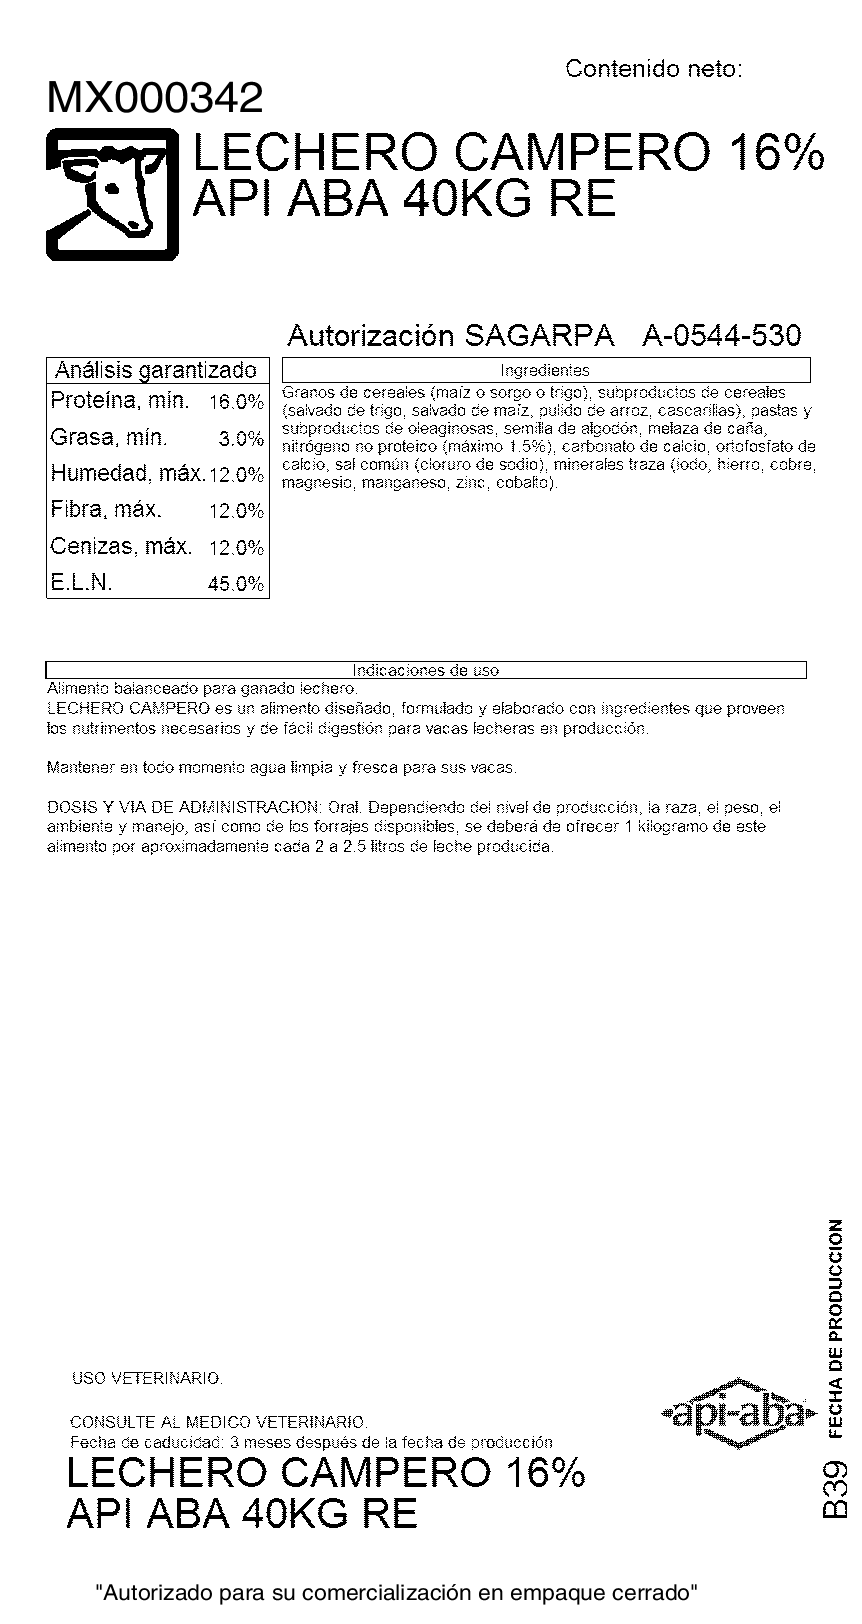 Contenido neto:
MX000342
LECHERO CAMPERO 16%
API ABA 40KG RE
Autorización SAGARPA A-0544-530
Análisis garantizado
Proteína, mín. 16.0%
Grasa, mín. 3.0%
Humedad, máx. 12.0%
Fibra, máx. 12.0%
Cenizas, máx. 12.0%
E.L.N. 45.0%
Ingredientes
Granos de cereales (maíz o sorgo o trigo), subproductos de cereales
(salvado de trigo, salvado de maíz, pulido de arroz, cascarillas), pastas y
subproductos de oleaginosas, semilla de algodón, melaza de caña,
nitrógeno no proteico (máximo 1.5%), carbonato de calcio, ortofosfato de
calcio, sal común (cloruro de sodio), minerales traza (iodo, hierro, cobre,
magnesio, manganeso, zinc, cobalto).
Indicaciones de uso
Alimento balanceado para ganado lechero.
LECHERO CAMPERO es un alimento diseñado, formulado y elaborado con ingredientes que proveen
los nutrimentos necesarios y de fácil digestión para vacas lecheras en producción.
Mantener en todo momento agua limpia y fresca para sus vacas.
DOSIS Y VIA DE ADMINISTRACION: Oral. Dependiendo del nivel de producción, la raza, el peso, el
ambiente y manejo, así como de los forrajes disponibles, se deberá de ofrecer 1 kilogramo de este
alimento por aproximadamente cada 2 a 2.5 litros de leche producida.
USO VETERINARIO.
CONSULTE AL MEDICO VETERINARIO.
Fecha de caducidad: 3 meses después de la fecha de producción
LECHERO CAMPERO 16%
API ABA 40KG RE
api-aba
B39 FECHA DE PRODUCCION
"Autorizado para su comercialización en empaque cerrado"